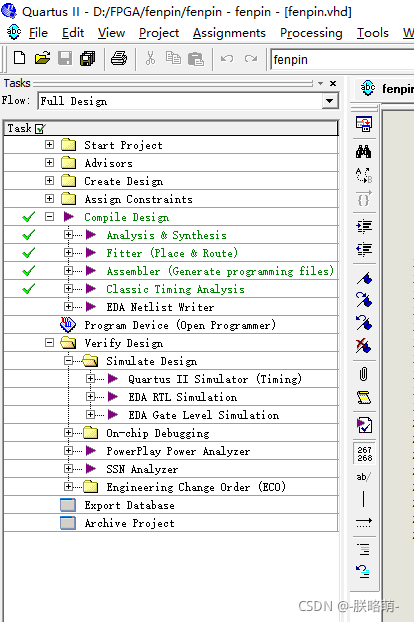 Quartus II - D:/FPGA/fenpin/fenpin - fenpin - [fenpin.vhd]
File Edit View Project Assignments Processing Tools W
fenpin
Tasks
Flow: Full Design
fenpin
Task
Start Project
Advisors
Create Design
Assign Constraints
Compile Design
Analysis & Synthesis
Fitter (Place & Route)
Assembler (Generate programming files)
Classic Timing Analysis
EDA Netlist Writer
Program Device (Open Programmer)
Verify Design
Simulate Design
Quartus II Simulator (Timing)
EDA RTL Simulation
EDA Gate Level Simulation
On-chip Debugging
PowerPlay Power Analyzer
SSN Analyzer
Engineering Change Order (ECO)
Export Database
Archive Project
267
268
ab/
CSDN @-朕略萌-